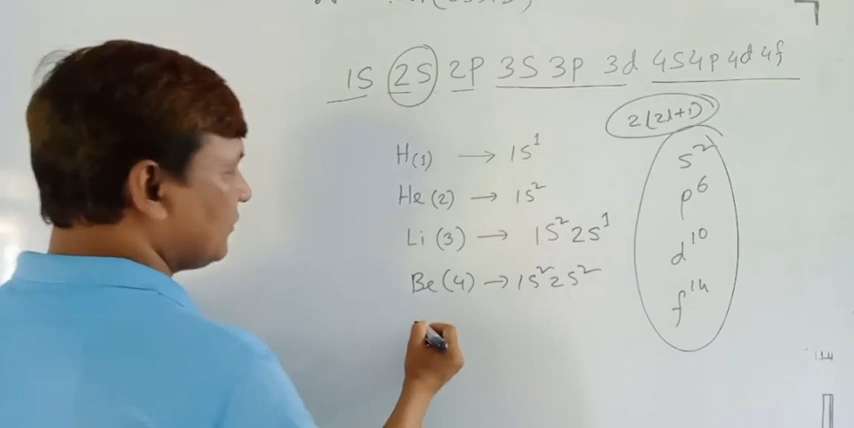 1S 2S 2P 3S 3P 3d 4S 4P 4d 4f
2(2l+1)
H(1) → 1S¹
He(2) → 1S²
Li(3) → 1S² 2S¹
Be(4) → 1S² 2S²
S²
p⁶
d¹⁰
f¹⁴